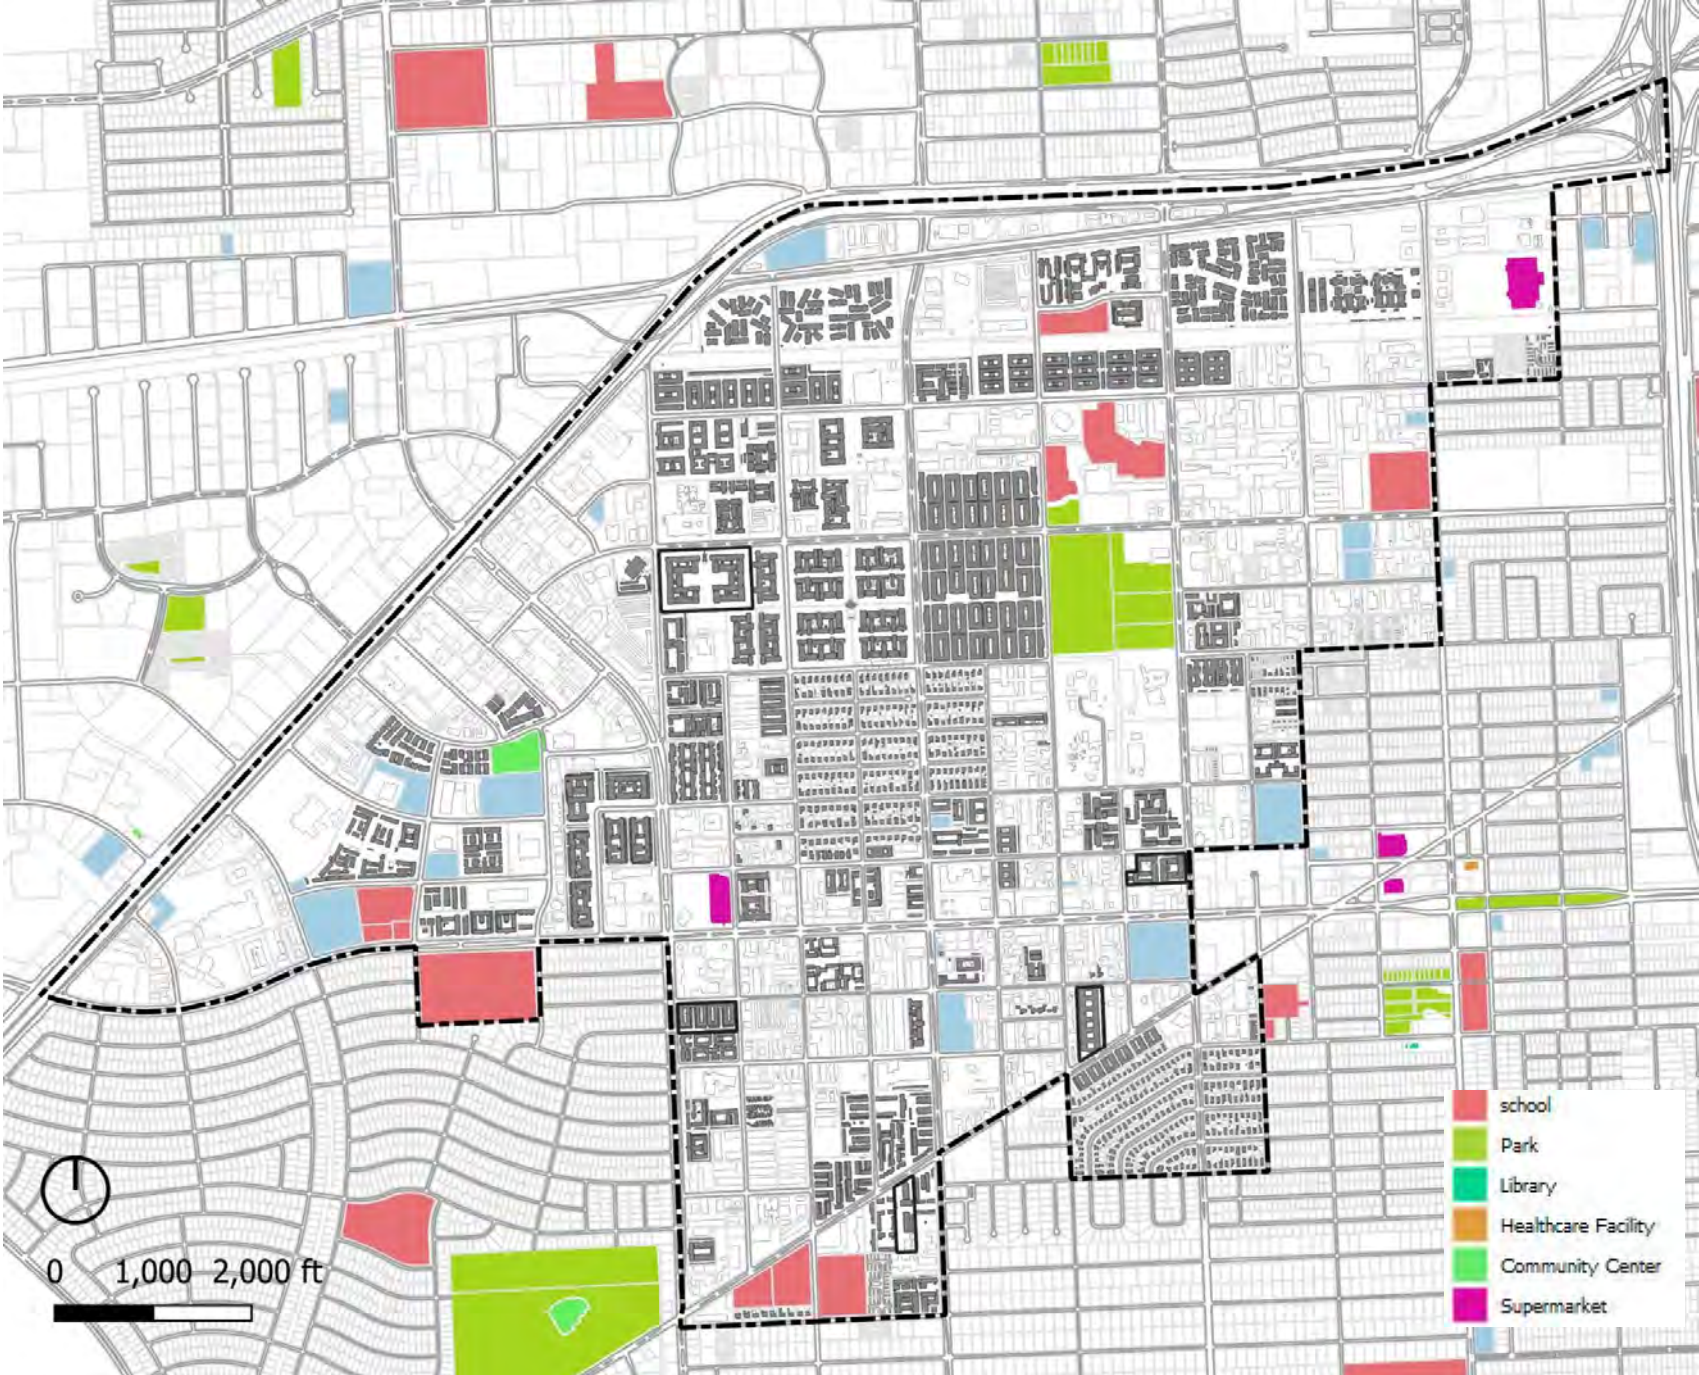 school
Park
Library
Healthcare Facility
Community Center
Supermarket
0 1,000 2,000 ft